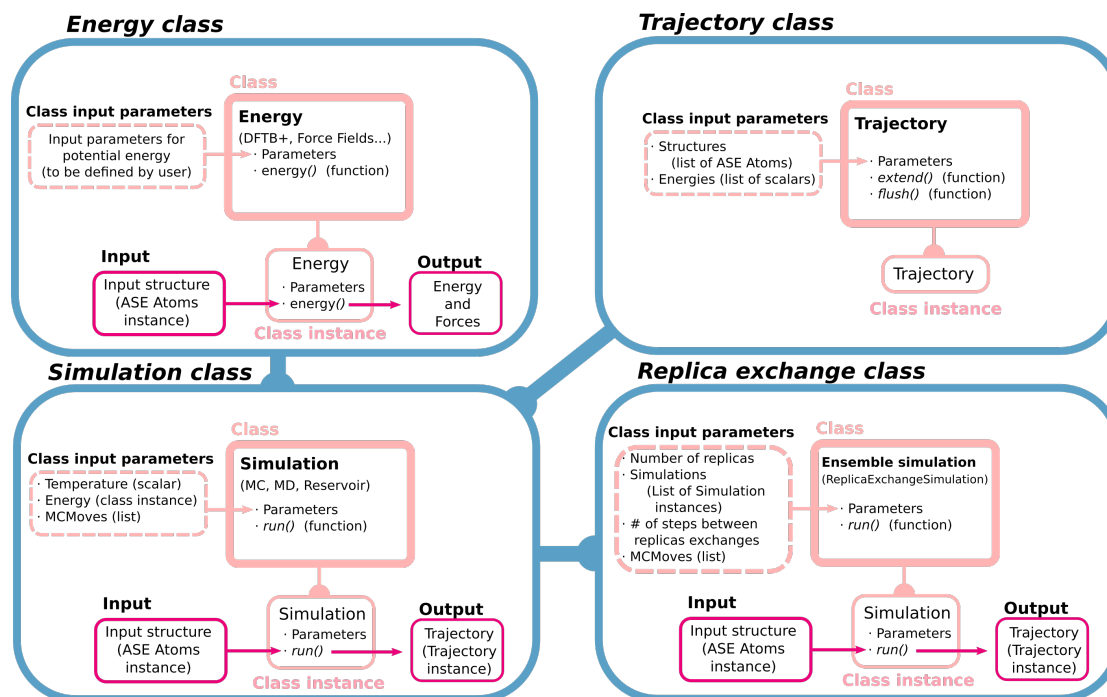 Energy class
Class
Class input parameters
Input parameters for
potential energy
(to be defined by user)
Energy
(DFTB+, Force Fields...)
· Parameters
· energy() (function)
Input
Input structure
(ASE Atoms
instance)
Energy
· Parameters
· energy()
Output
Energy
and
Forces
Class instance
Trajectory class
Class
Class input parameters
· Structures
(list of ASE Atoms)
· Energies (list of scalars)
Trajectory
· Parameters
· extend() (function)
· flush() (function)
Trajectory
Class instance
Simulation class
Class
Class input parameters
· Temperature (scalar)
· Energy (class instance)
· MCMoves (list)
Simulation
(MC, MD, Reservoir)
· Parameters
· run() (function)
Input
Input structure
(ASE Atoms
instance)
Simulation
· Parameters
· run()
Output
Trajectory
(Trajectory
instance)
Class instance
Replica exchange class
Class
Class input parameters
· Number of replicas
· Simulations
(List of Simulation
instances)
· # of steps between
replicas exchanges
· MCMoves (list)
Ensemble simulation
(ReplicaExchangeSimulation)
· Parameters
· run() (function)
Input
Input structure
(ASE Atoms
instance)
Simulation
· Parameters
· run()
Output
Trajectory
(Trajectory
instance)
Class instance